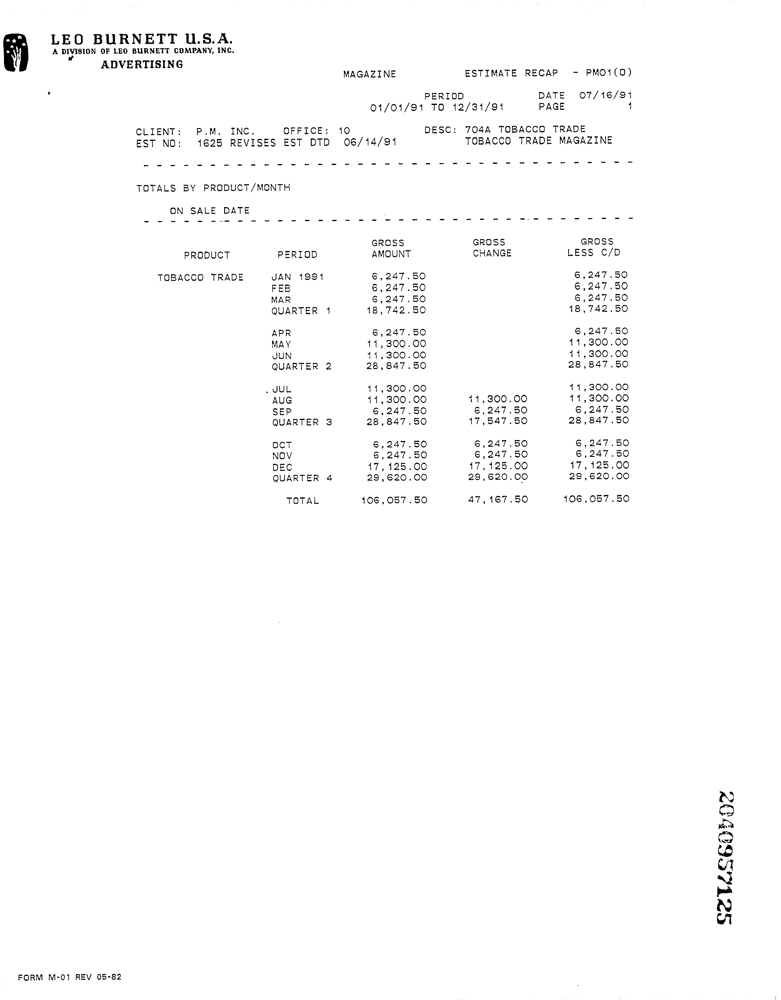 LEO BURNETT U.S.A.
A DIVISION OF LEO BURNETT COMPANY, INC.
ADVERTISING
MAGAZINE ESTIMATE RECAP - PM01(0)
PERIOD DATE 07/16/91
01/01/91 TO 12/31/91 PAGE 1
CLIENT: P.M. INC. OFFICE: 10 DESC: 704A TOBACCO TRADE
EST NO: 1625 REVISES EST DTD 06/14/91 TOBACCO TRADE MAGAZINE
- - - - - - - - - - - - - - - - - - - - - - - - - - - - - - - - - - - - -
TOTALS BY PRODUCT/MONTH
ON SALE DATE
- - - - - - - - - - - - - - - - - - - - - - - - - - - - - - - - - - - - -
GROSS GROSS GROSS
PRODUCT PERIOD AMOUNT CHANGE LESS C/D
TOBACCO TRADE JAN 1991 6,247.50 6,247.50
FEB 6,247.50 6,247.50
MAR 6,247.50 6,247.50
QUARTER 1 18,742.50 18,742.50
APR 6,247.50 6,247.50
MAY 11,300.00 11,300.00
JUN 11,300.00 11,300.00
QUARTER 2 28,847.50 28,847.50
JUL 11,300.00 11,300.00
AUG 11,300.00 11,300.00 11,300.00
SEP 6,247.50 6,247.50 6,247.50
QUARTER 3 28,847.50 17,547.50 28,847.50
OCT 6,247.50 6,247.50 6,247.50
NOV 6,247.50 6,247.50 6,247.50
DEC 17,125.00 17,125.00 17,125.00
QUARTER 4 29,620.00 29,620.00 29,620.00
TOTAL 106,057.50 47,167.50 106,057.50
2040957125
FORM M-01 REV 05-82